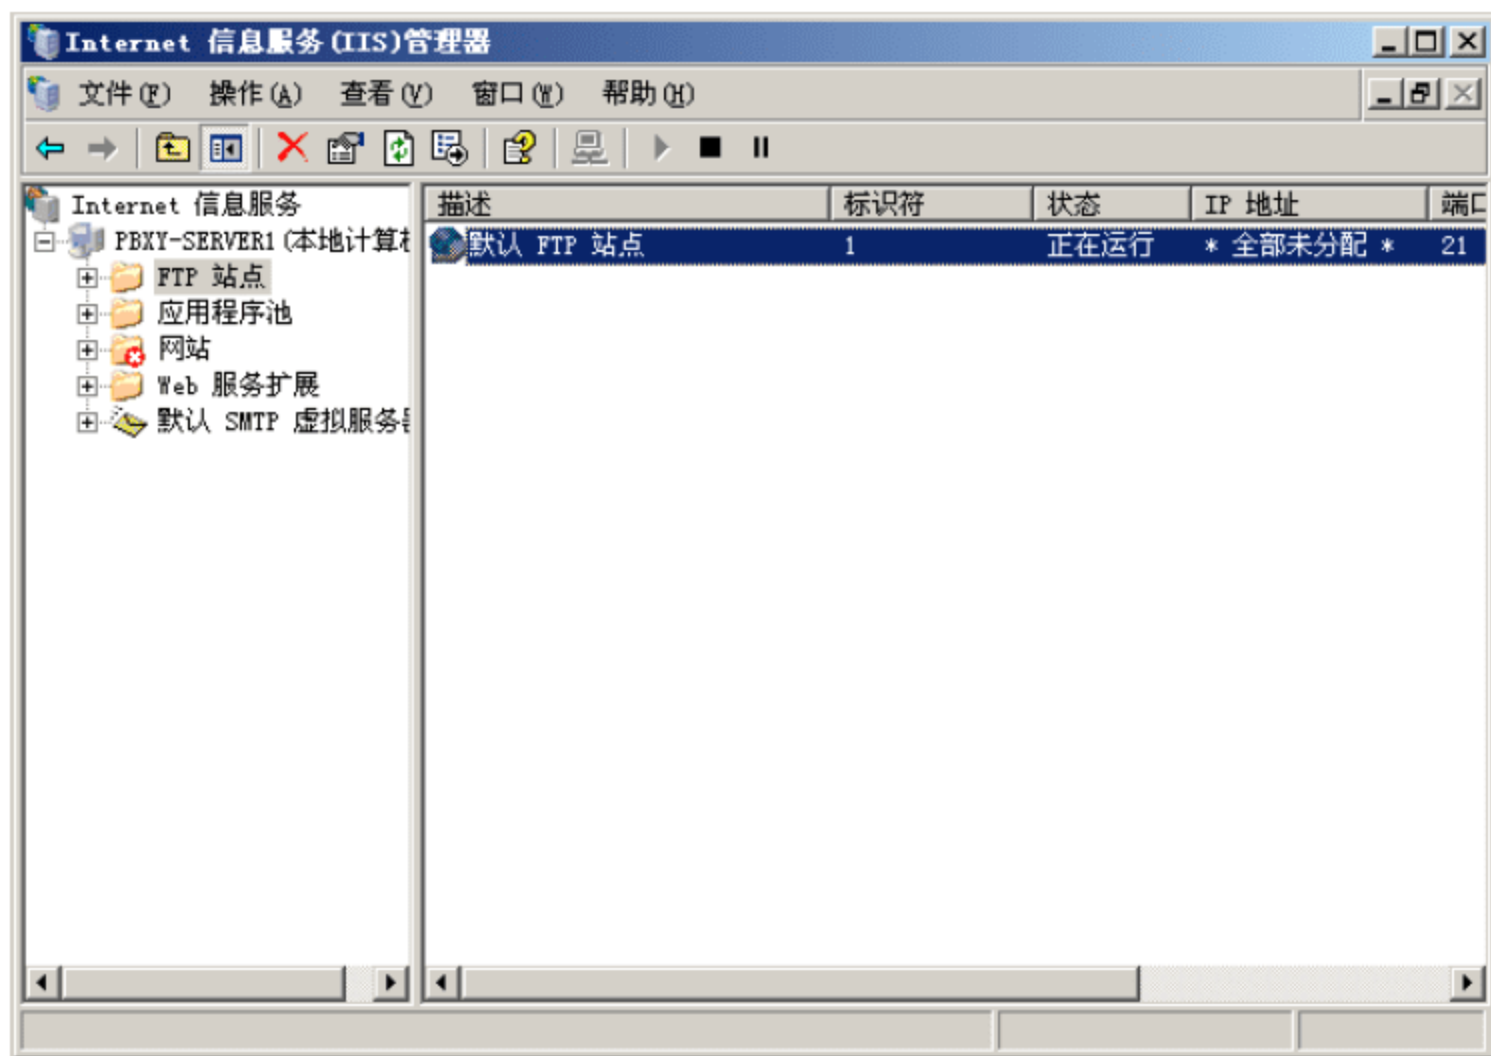 Internet 信息服务(IIS)管理器
文件(F) 操作(A) 查看(V) 窗口(W) 帮助(H)
Internet 信息服务
PBXY-SERVER1(本地计算
FTP 站点
应用程序池
网站
Web 服务扩展
默认 SMTP 虚拟服务
描述 标识符 状态 IP 地址 端
默认 FTP 站点 1 正在运行 * 全部未分配 * 21